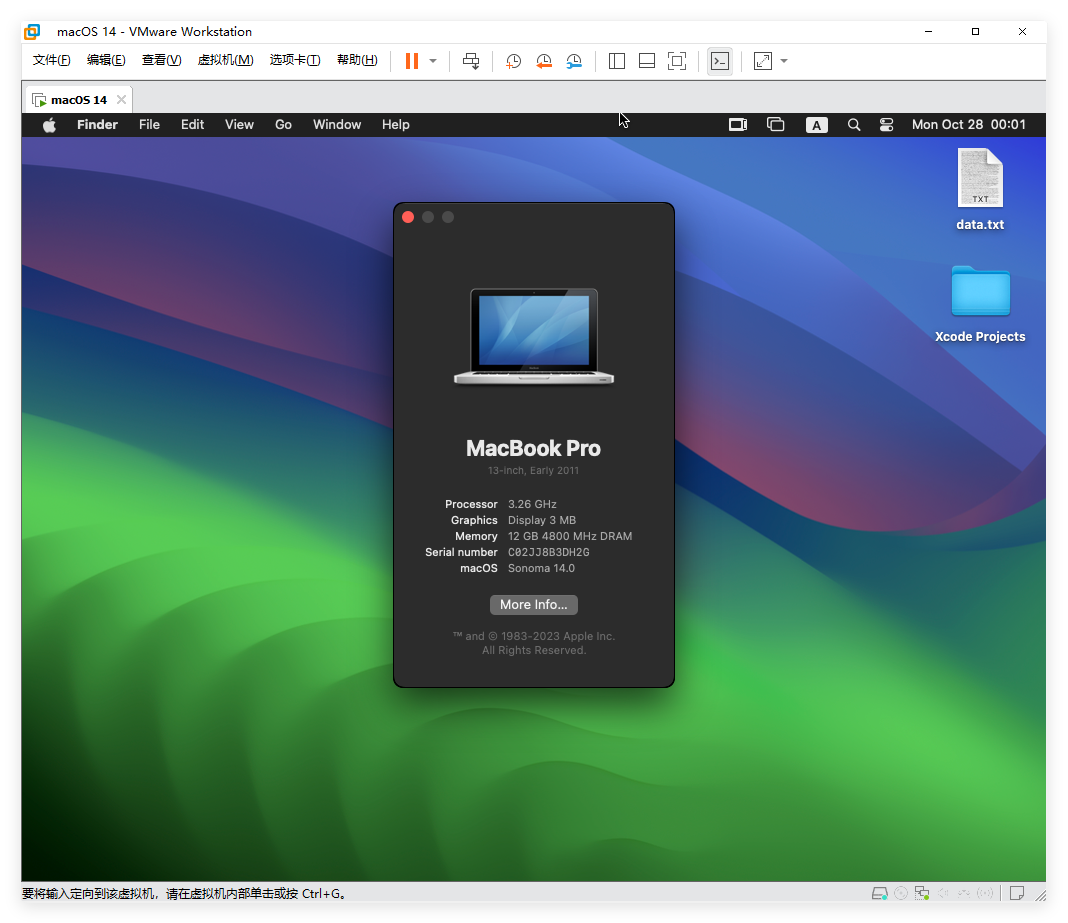 macOS 14 - VMware Workstation
文件(F) 编辑(E) 查看(V) 虚拟机(M) 选项卡(T) 帮助(H)
macOS 14
Finder File Edit View Go Window Help A Mon Oct 28 00:01
TXT
data.txt
Xcode Projects
MacBook Pro
13-inch, Early 2011
Processor 3.26 GHz
Graphics Display 3 MB
Memory 12 GB 4800 MHz DRAM
Serial number C02JJ8B3DH2G
macOS Sonoma 14.0
More Info...
™ and © 1983-2023 Apple Inc.
All Rights Reserved.
要将输入定向到该虚拟机，请在虚拟机内部单击或按 Ctrl+G。